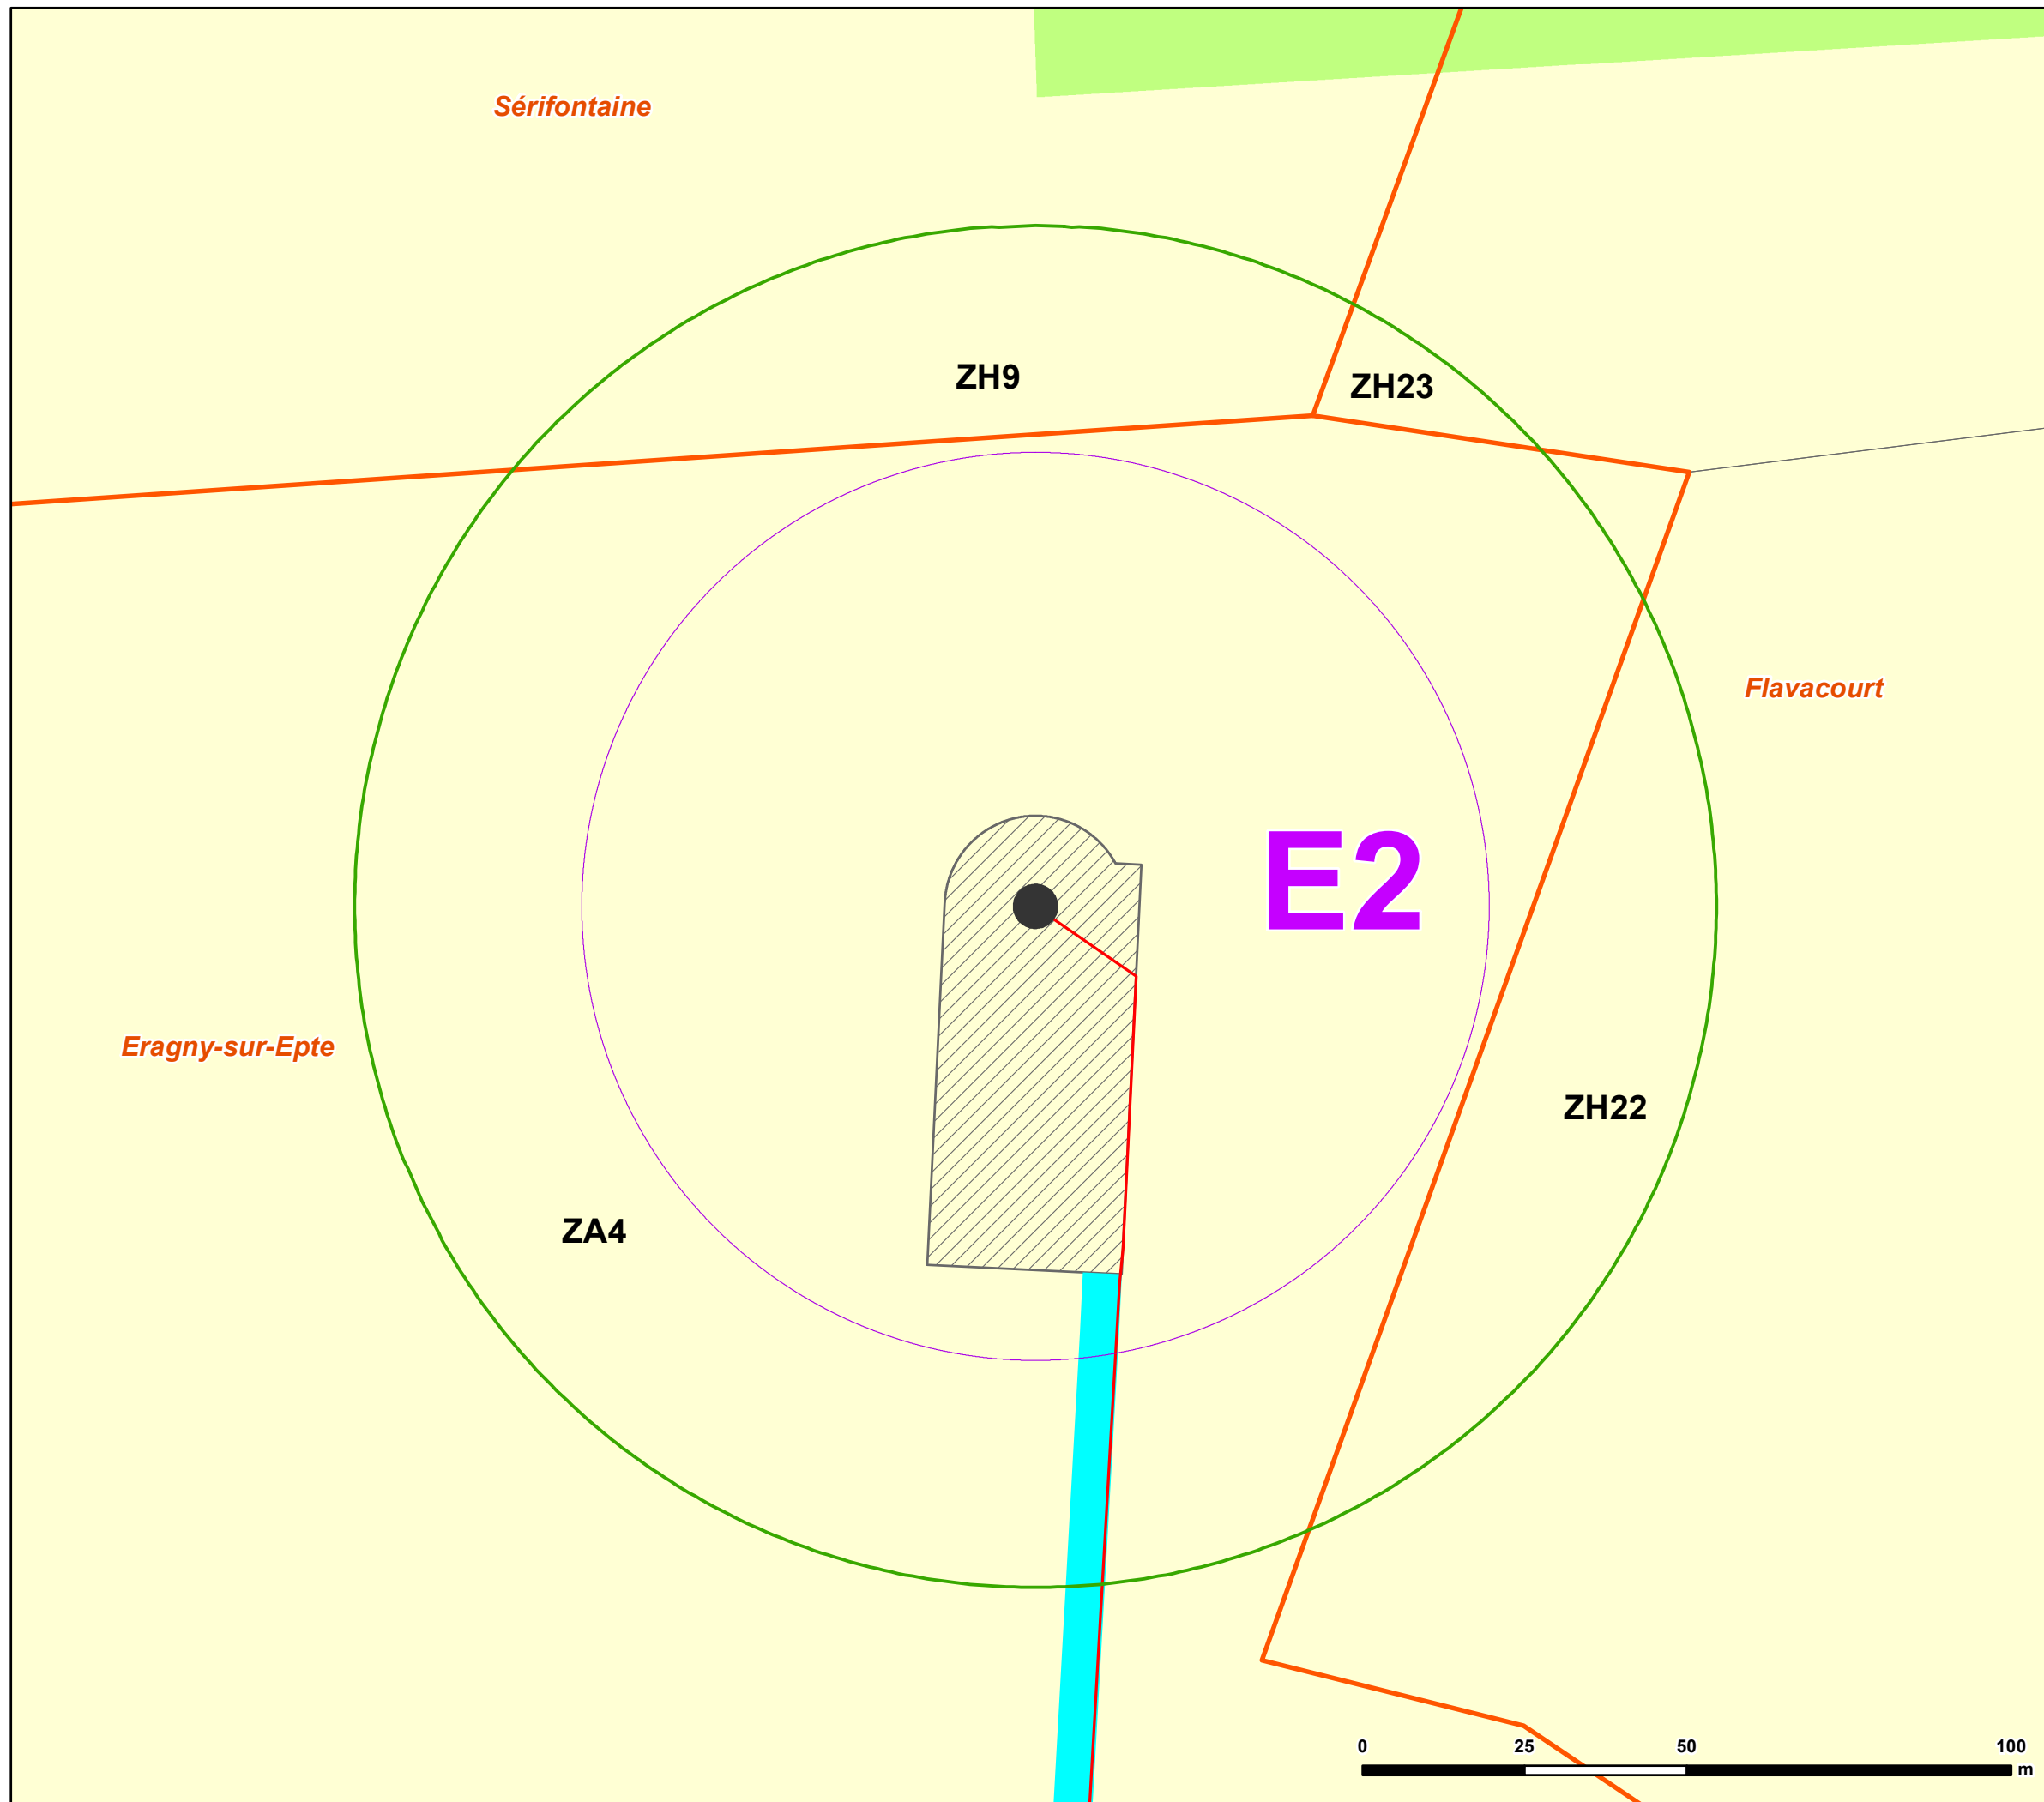 Sérifontaine
ZH9
ZH23
Flavacourt
E2
Eragny-sur-Epte
ZH22
ZA4
0 25 50 100
m